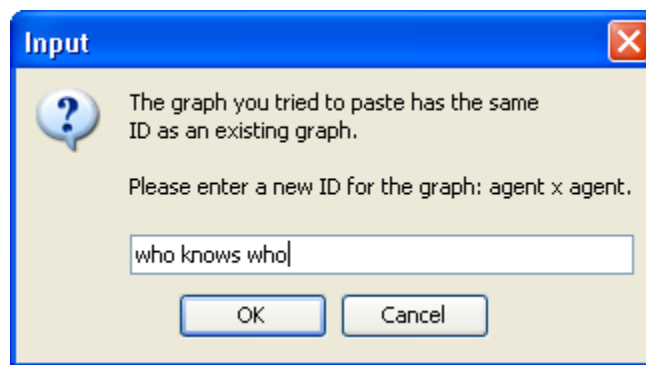 Input
The graph you tried to paste has the same
ID as an existing graph.
Please enter a new ID for the graph: agent x agent.
who knows who
OK
Cancel